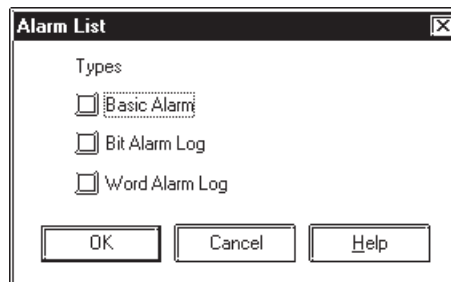 Alarm List
Types
Basic Alarm
Bit Alarm Log
Word Alarm Log
OK Cancel Help